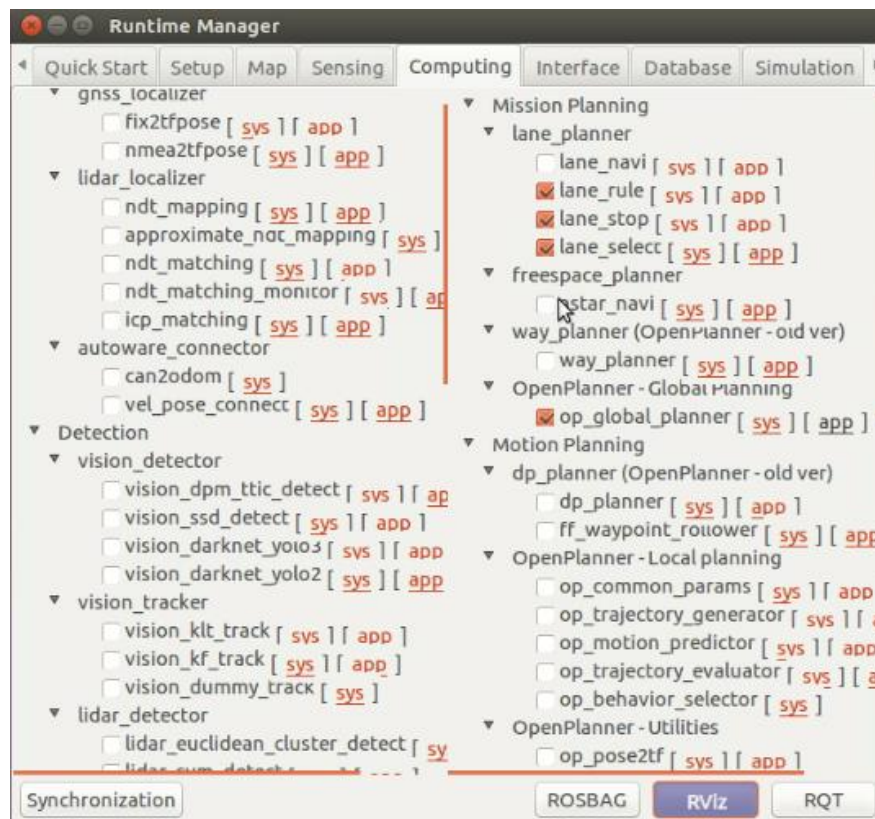 Runtime Manager
Quick Start Setup Map Sensing Computing Interface Database Simulation
gnss_localizer
fix2tfpose [ sys ] [ app ]
nmea2tfpose [ sys ] [ app ]
lidar_localizer
ndt_mapping [ sys ] [ app ]
approximate_ndt_mapping [ sys ]
ndt_matching [ sys ] [ app ]
ndt_matching_monitor [ sys ] [ ap
icp_matching [ sys ] [ app ]
autoware_connector
can2odom [ sys ]
vel_pose_connect [ sys ] [ app ]
Detection
vision_detector
vision_dpm_ttic_detect [ sys ] [ ap
vision_ssd_detect [ sys ] [ app ]
vision_darknet_yolo3 [ sys ] [ app
vision_darknet_yolo2 [ sys ] [ app
vision_tracker
vision_klt_track [ sys ] [ app ]
vision_kf_track [ sys ] [ app ]
vision_dummy_track [ sys ]
lidar_detector
lidar_euclidean_cluster_detect [ sy
Mission Planning
lane_planner
lane_navi [ sys ] [ app ]
lane_rule [ sys ] [ app ]
lane_stop [ sys ] [ app ]
lane_select [ sys ] [ app ]
freespace_planner
astar_navi [ sys ] [ app ]
way_planner (OpenPlanner - old ver)
way_planner [ sys ] [ app ]
OpenPlanner - Global Planning
op_global_planner [ sys ] [ app ]
Motion Planning
dp_planner (OpenPlanner - old ver)
dp_planner [ sys ] [ app ]
ff_waypoint_follower [ sys ] [ app
OpenPlanner - Local planning
op_common_params [ sys ] [ app
op_trajectory_generator [ sys ] [ a
op_motion_predictor [ sys ] [ app
op_trajectory_evaluator [ sys ] [ a
op_behavior_selector [ sys ]
OpenPlanner - Utilities
op_pose2tf [ sys ] [ app ]
Synchronization ROSBAG RViz RQT